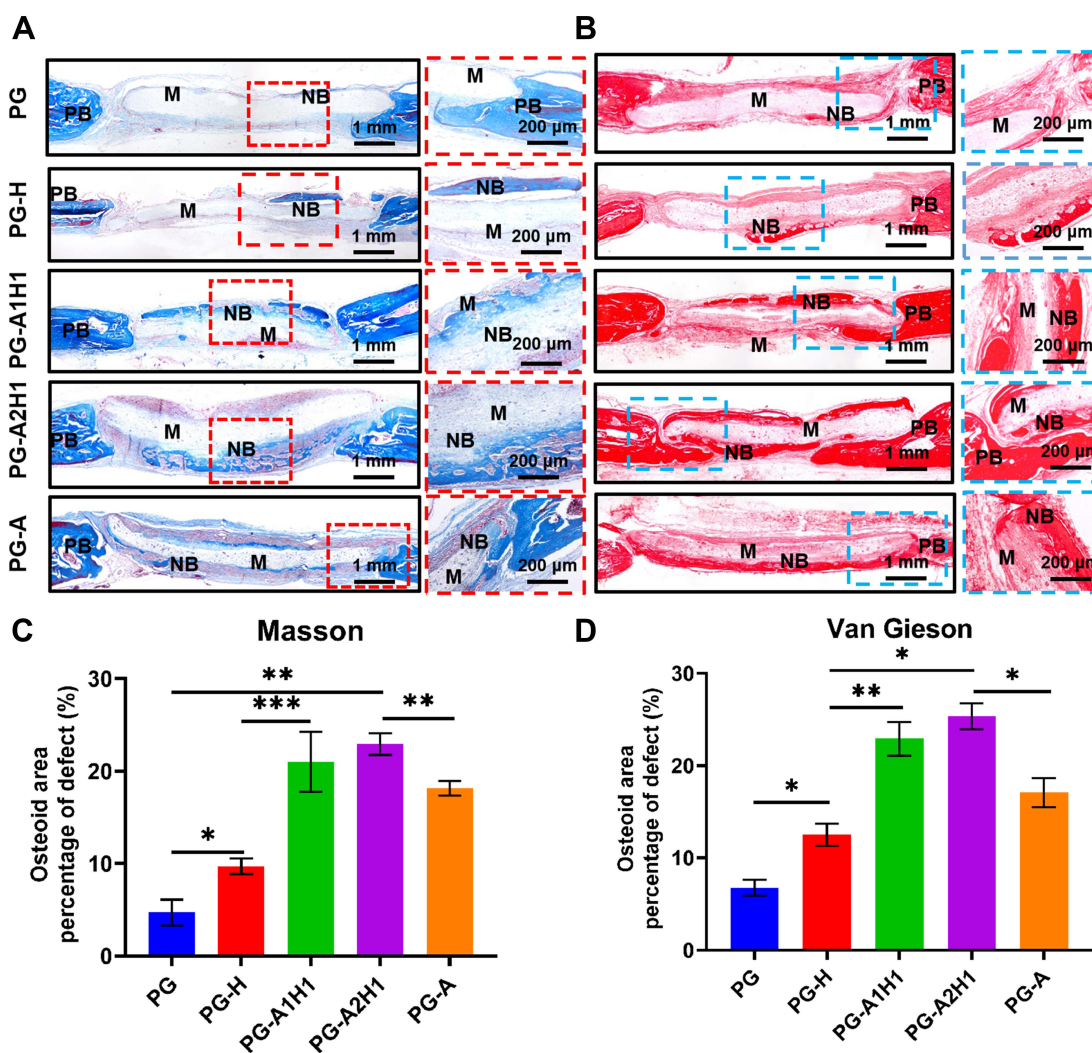 A
B
PG
PB
M
NB
1 mm
M
PB
200 µm
M
NB
PB
1 mm
M
200 µm
PG-H
PB
M
NB
1 mm
NB
M
200 µm
NB
PB
1 mm
200 µm
PG-A1H1
PB
NB
M
1 mm
M
NB
200 µm
NB
PB
M
1 mm
M
NB
200 µm
PG-A2H1
PB
M
NB
1 mm
M
NB
200 µm
M
PB
NB
1 mm
M
NB
PB
200 µm
PG-A
PB
NB
M
1 mm
NB
M
200 µm
M
NB
PB
1 mm
NB
M
200 µm
C
Masson
Osteoid area
percentage of defect (%)
30
20
10
0
**
***
**
*
PG
PG-H
PG-A1H1
PG-A2H1
PG-A
D
Van Gieson
Osteoid area
percentage of defect (%)
30
20
10
0
*
**
*
*
PG
PG-H
PG-A1H1
PG-A2H1
PG-A